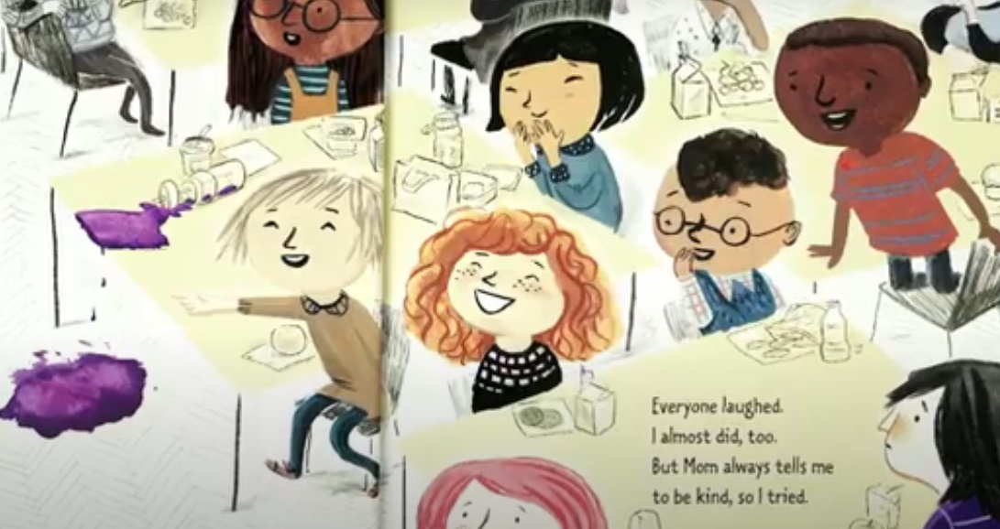 Everyone laughed.
I almost did, too.
But Mom always tells me
to be kind, so I tried.